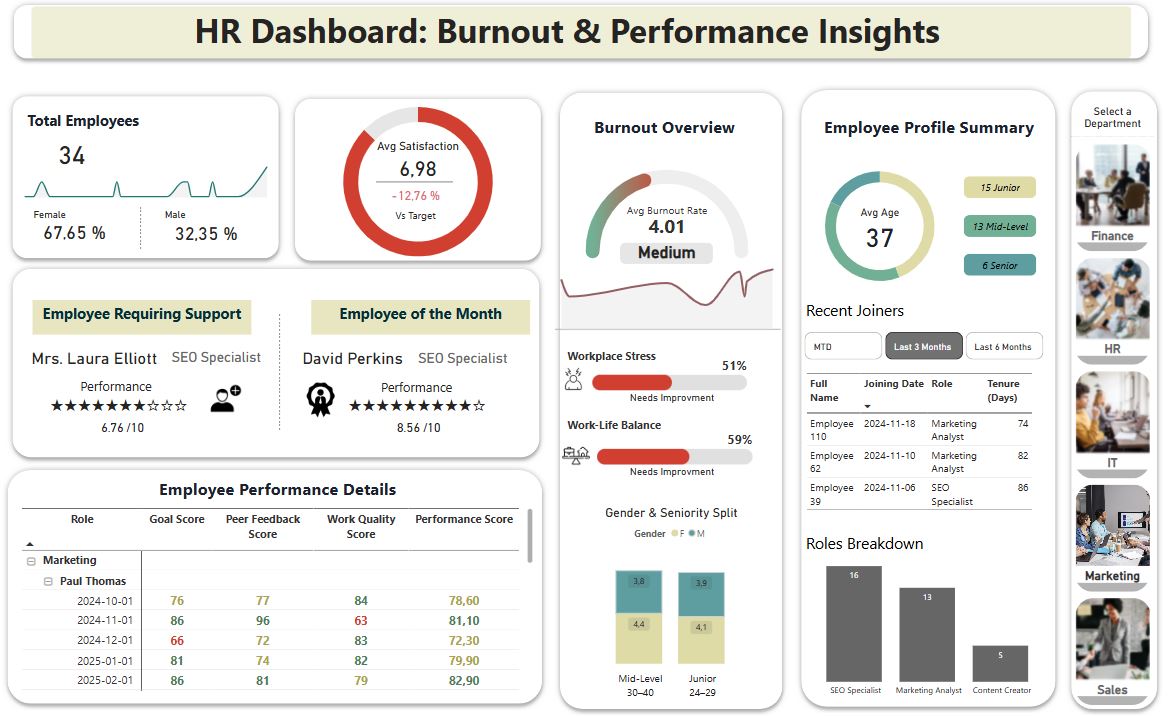 HR Dashboard: Burnout & Performance Insights
Total Employees
34
Female
67,65 %
Male
32,35 %
Avg Satisfaction
6,98
-12,76 %
Vs Target
Employee Requiring Support
Mrs. Laura Elliott SEO Specialist
Performance
6.76 /10
Employee of the Month
David Perkins SEO Specialist
Performance
8.56 /10
Employee Performance Details
Role Goal Score Peer Feedback Score Work Quality Score Performance Score
Marketing
Paul Thomas
2024-10-01 76 77 84 78,60
2024-11-01 86 96 63 81,10
2024-12-01 66 72 83 72,30
2025-01-01 81 74 82 79,90
2025-02-01 86 81 79 82,90
Burnout Overview
Avg Burnout Rate
4.01
Medium
Workplace Stress
51%
Needs Improvment
Work-Life Balance
59%
Needs Improvment
Gender & Seniority Split
Gender F M
3,8 3,9
4,4 4,1
Mid-Level Junior
30–40 24–29
Employee Profile Summary
Avg Age
37
15 Junior
13 Mid-Level
6 Senior
Recent Joiners
MTD Last 3 Months Last 6 Months
Full Name Joining Date Role Tenure (Days)
Employee 110 2024-11-18 Marketing Analyst 74
Employee 62 2024-11-10 Marketing Analyst 82
Employee 39 2024-11-06 SEO Specialist 86
Roles Breakdown
16 13 5
SEO Specialist Marketing Analyst Content Creator
Select a
Department
Finance
HR
IT
Marketing
Sales